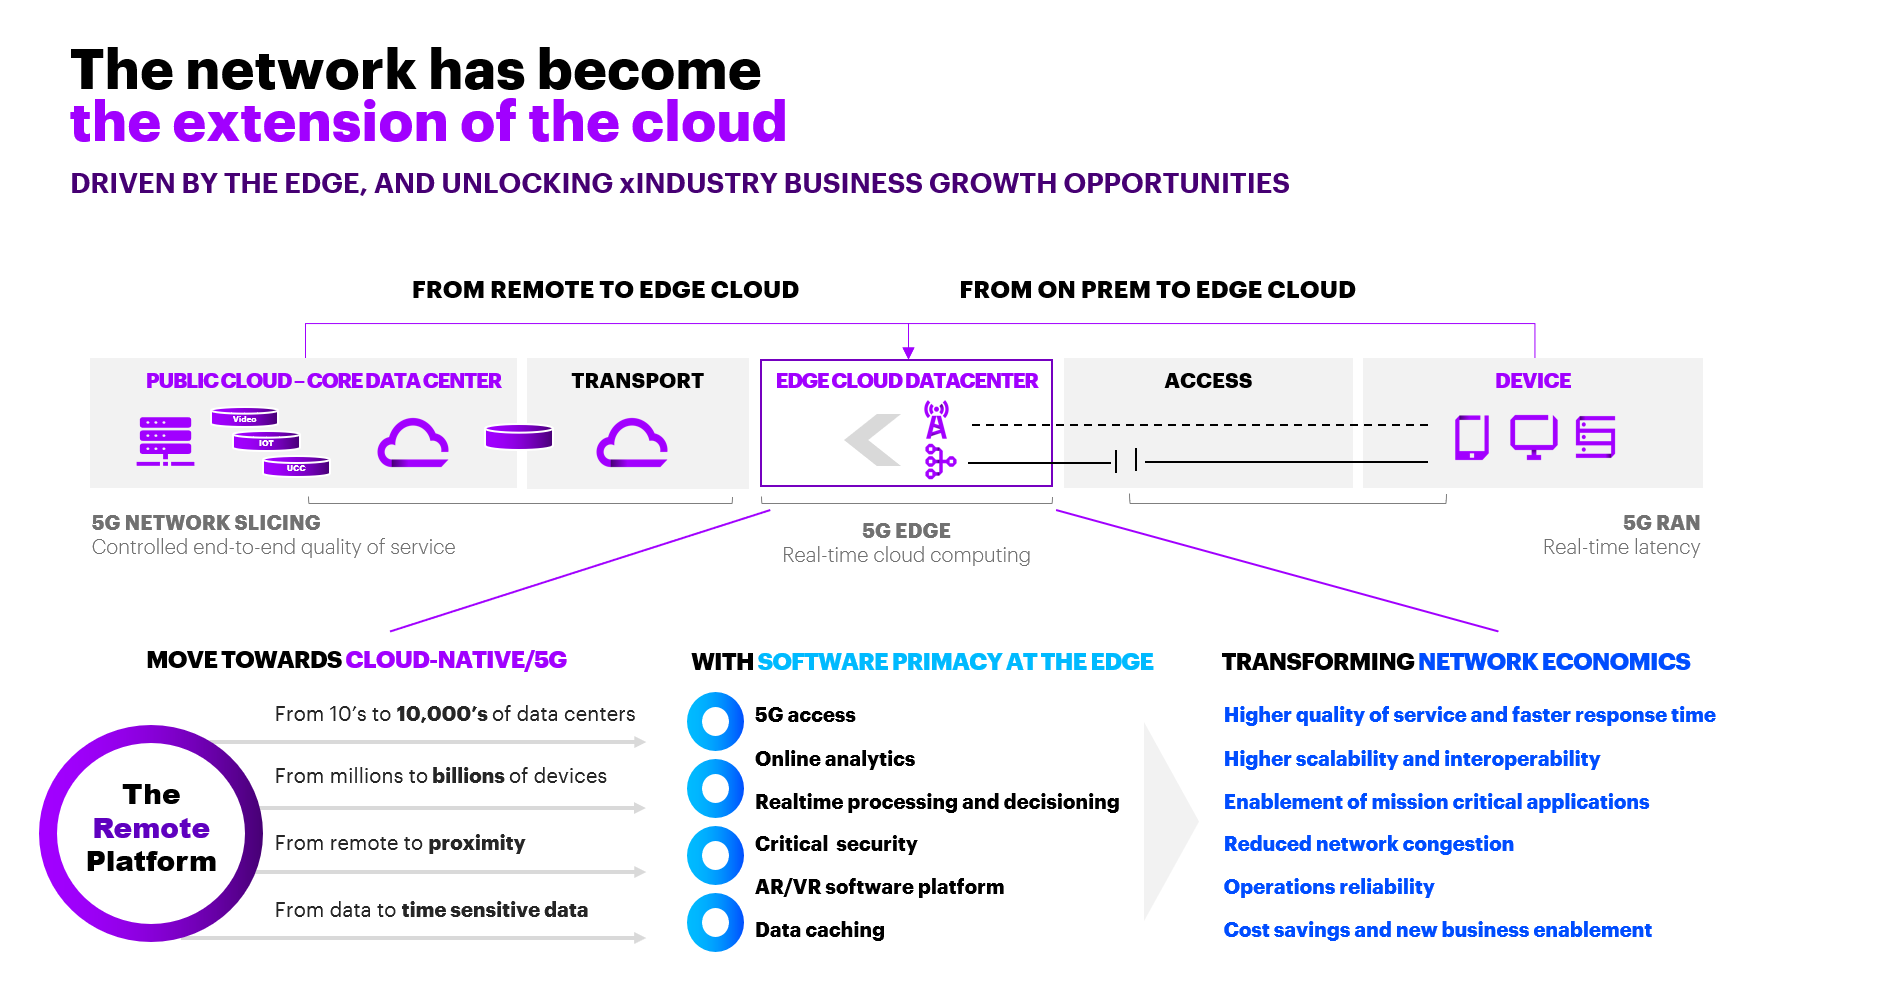 The network has become
the extension of the cloud
DRIVEN BY THE EDGE, AND UNLOCKING xINDUSTRY BUSINESS GROWTH OPPORTUNITIES
FROM REMOTE TO EDGE CLOUD
FROM ON PREM TO EDGE CLOUD
PUBLIC CLOUD – CORE DATA CENTER
Video
IOT
UCC
TRANSPORT
EDGE CLOUD DATACENTER
ACCESS
DEVICE
5G NETWORK SLICING
Controlled end-to-end quality of service
5G EDGE
Real-time cloud computing
5G RAN
Real-time latency
MOVE TOWARDS CLOUD-NATIVE/5G
The
Remote
Platform
From 10's to 10,000's of data centers
From millions to billions of devices
From remote to proximity
From data to time sensitive data
WITH SOFTWARE PRIMACY AT THE EDGE
5G access
Online analytics
Realtime processing and decisioning
Critical  security
AR/VR software platform
Data caching
TRANSFORMING NETWORK ECONOMICS
Higher quality of service and faster response time
Higher scalability and interoperability
Enablement of mission critical applications
Reduced network congestion
Operations reliability
Cost savings and new business enablement